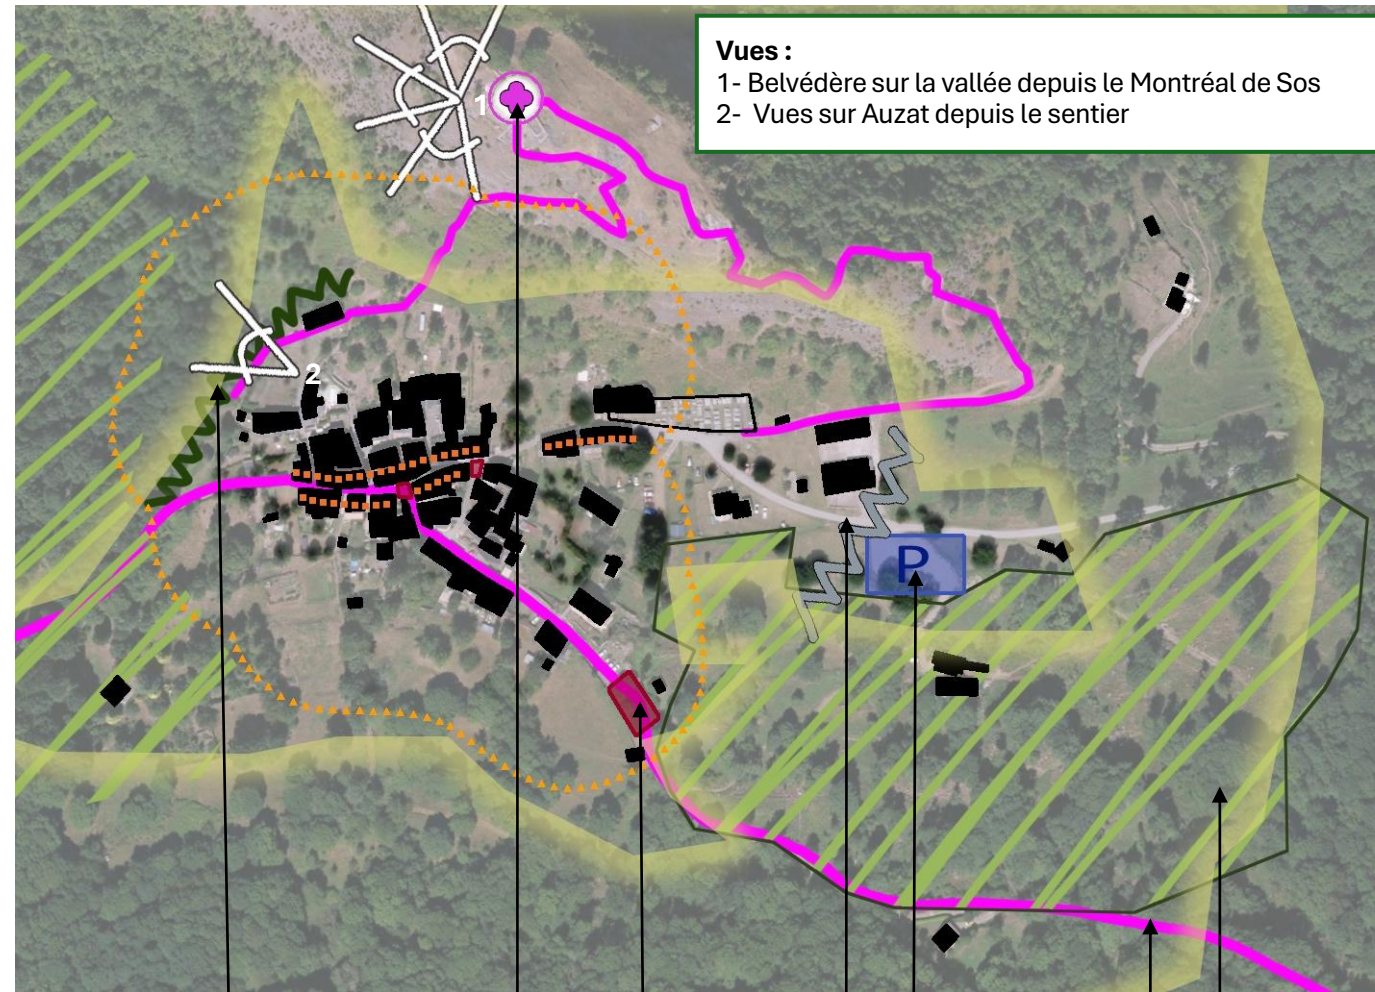 Vues :
1- Belvédère sur la vallée depuis le Montréal de Sos
2- Vues sur Auzat depuis le sentier
1
2
P